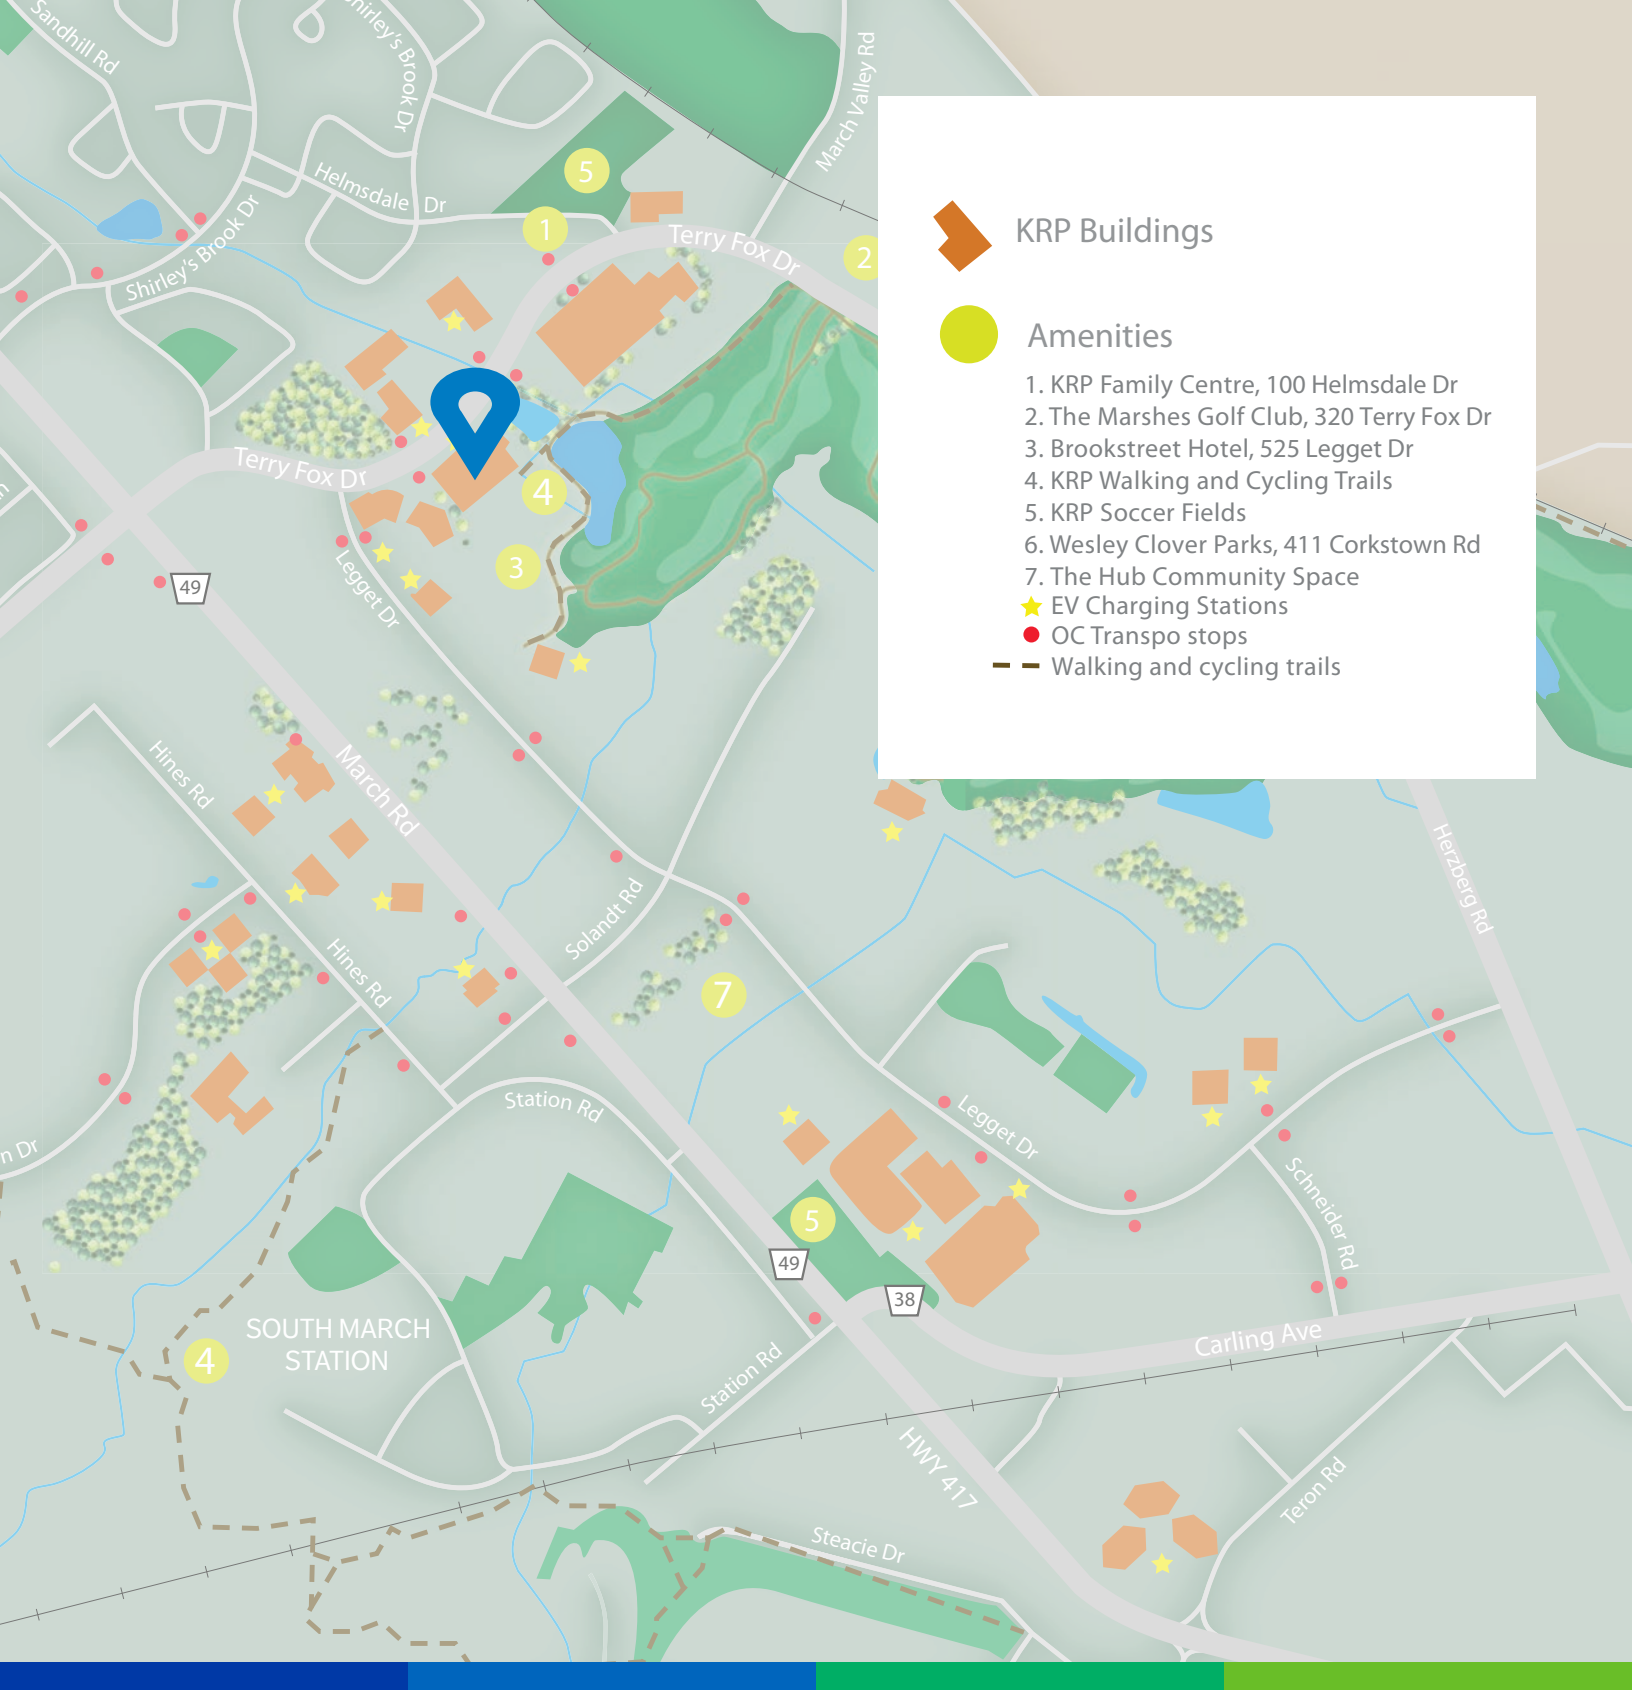 Sandhill Rd
Shirley's Brook Dr
March Valley Rd
Helmsdale Dr
5
1
Shirley's Brook Dr
Terry Fox Dr
2
KRP Buildings
Amenities
1. KRP Family Centre, 100 Helmsdale Dr
2. The Marshes Golf Club, 320 Terry Fox Dr
3. Brookstreet Hotel, 525 Legget Dr
4. KRP Walking and Cycling Trails
5. KRP Soccer Fields
6. Wesley Clover Parks, 411 Corkstown Rd
7. The Hub Community Space
EV Charging Stations
OC Transpo stops
Walking and cycling trails
Terry Fox Dr
4
3
49
Legget Dr
Hines Rd
March Rd
Herzberg Rd
Solandt Rd
Hines Rd
7
Station Rd
Legget Dr
n Dr
Schneider Rd
5
49
38
SOUTH MARCH
STATION
4
Carling Ave
Station Rd
HWY 417
Teron Rd
Steacie Dr